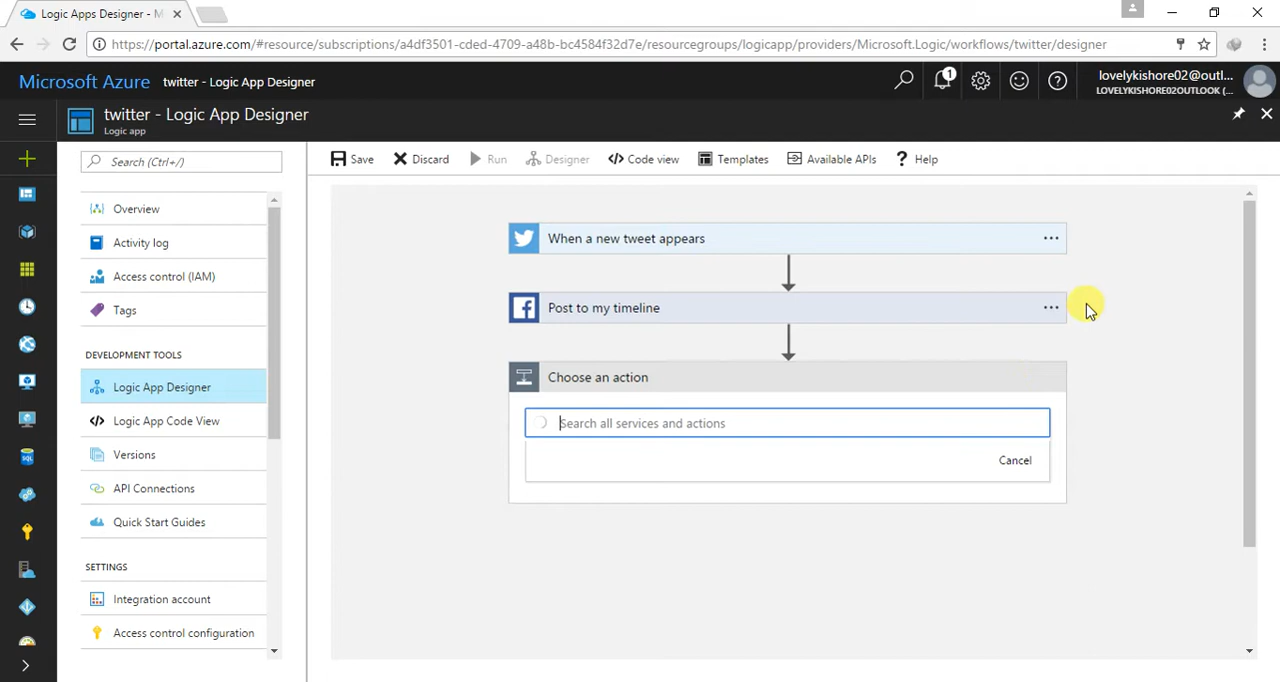 Logic Apps Designer - M
https://portal.azure.com/#resource/subscriptions/a4df3501-cded-4709-a48b-bc4584f32d7e/resourcegroups/logicapp/providers/Microsoft.Logic/workflows/twitter/designer
Microsoft Azure twitter - Logic App Designer
1
lovelykishore02@outl...
LOVELYKISHORE02OUTLOOK (...
twitter - Logic App Designer
Logic app
Search (Ctrl+/)
Save Discard Run Designer Code view Templates Available APIs Help
Overview
Activity log
Access control (IAM)
Tags
DEVELOPMENT TOOLS
Logic App Designer
Logic App Code View
Versions
API Connections
Quick Start Guides
SETTINGS
Integration account
Access control configuration
When a new tweet appears
Post to my timeline
Choose an action
Search all services and actions
Cancel